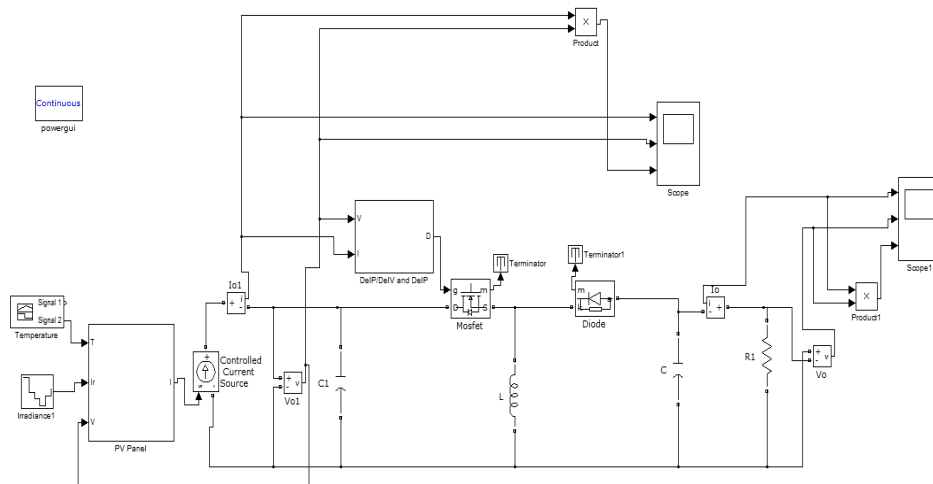 X
Product
Continuous
powergui
Scope
V
D
I
DelP/DelV and DelP
Terminator
Terminator1
Scope1
Io1
+
i
-
g
m
D
S
Mosfet
m
k
a
Diode
Io
i
+
-
X
Product1
Signal 1
Signal 2
Temperature
T
Ir
V
I
PV Panel
Irradiance1
+
s
-
Controlled
Current
Source
+
-
v
Vo1
C1
L
C
R1
+
-
v
Vo